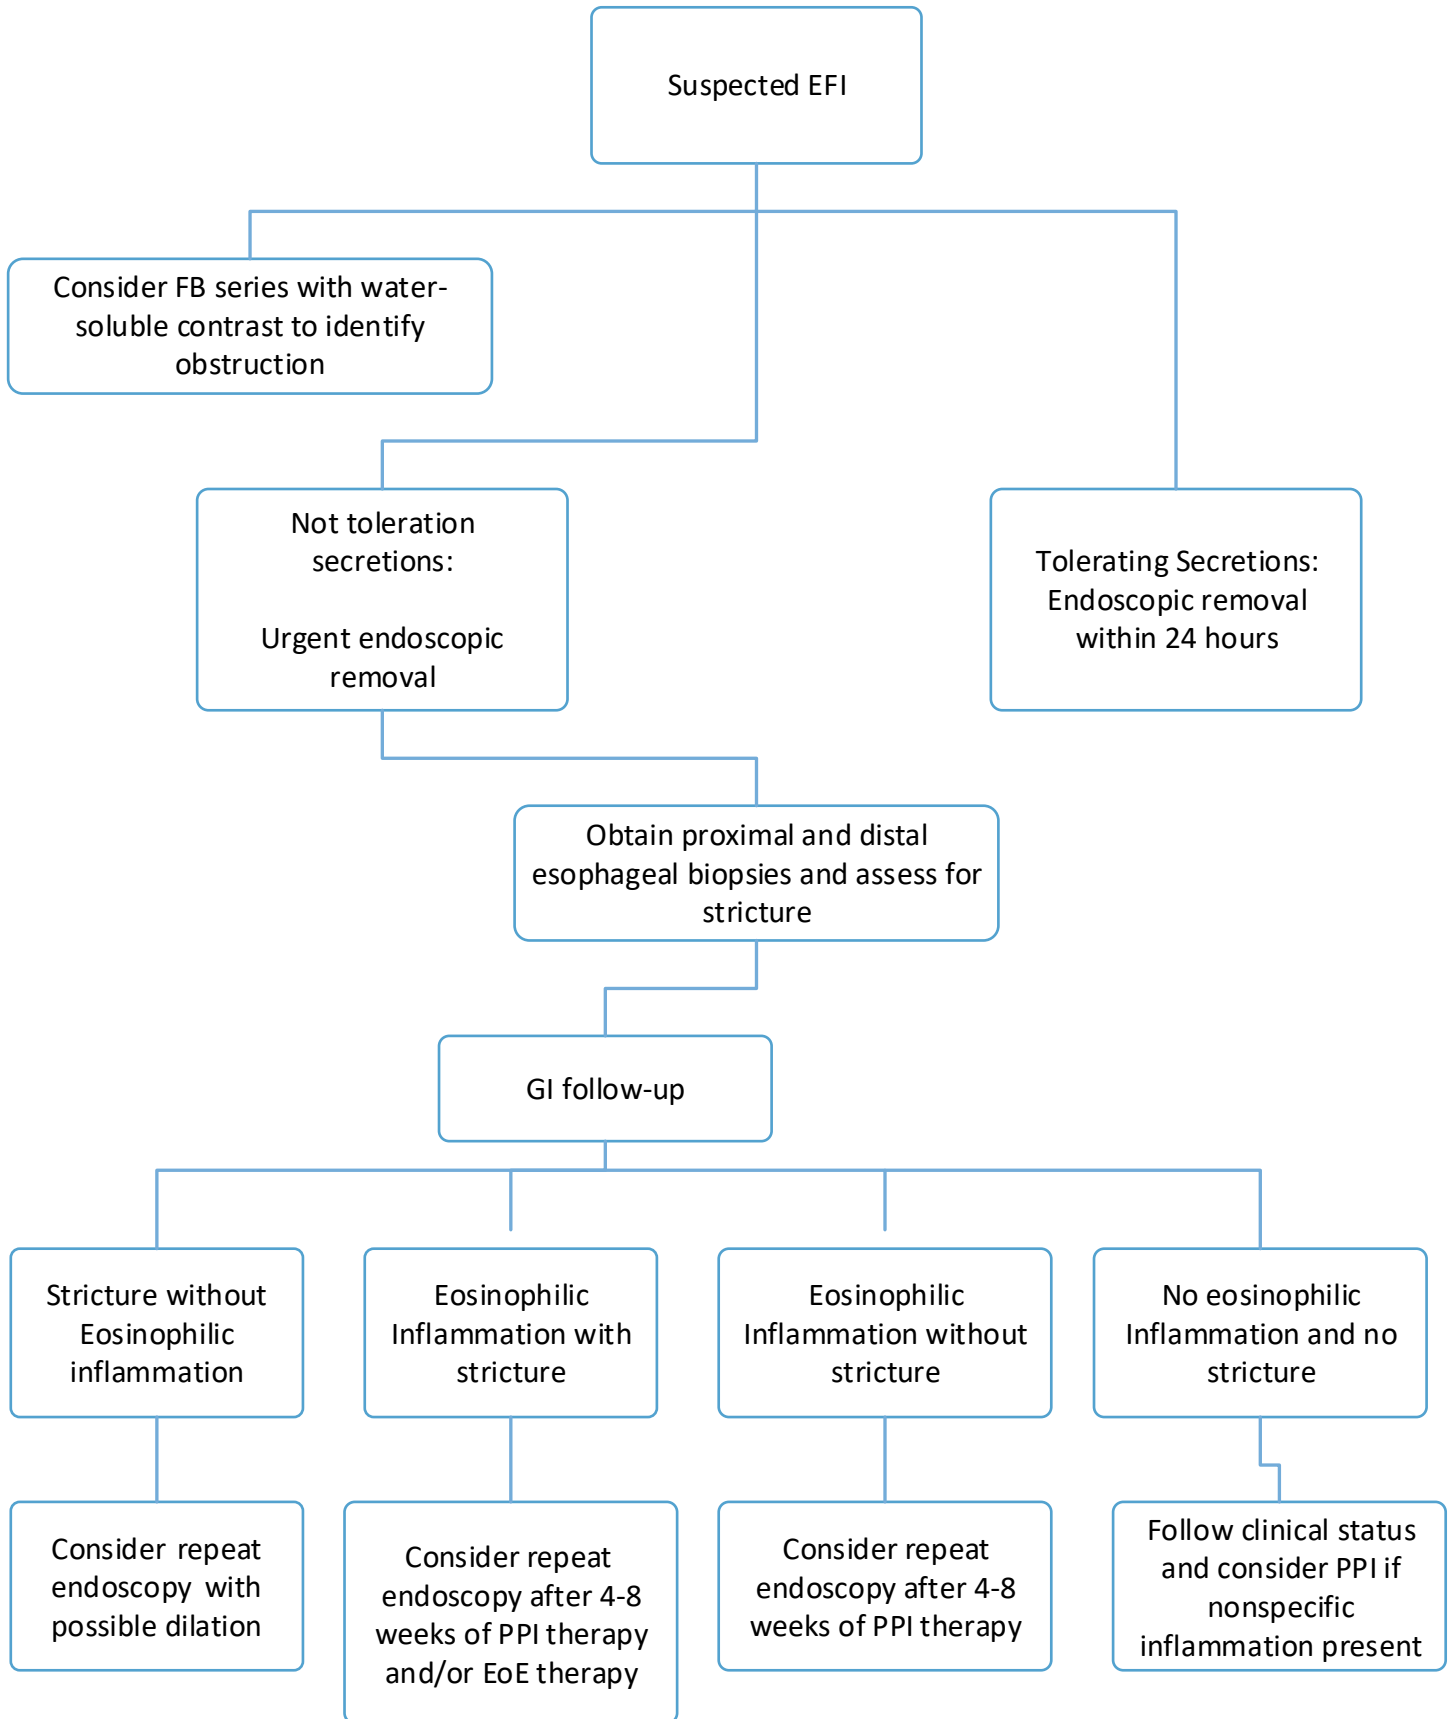 Suspected EFI
Consider FB series with water-
soluble contrast to identify
obstruction
Not toleration
secretions:
Urgent endoscopic
removal
Tolerating Secretions:
Endoscopic removal
within 24 hours
Obtain proximal and distal
esophageal biopsies and assess for
stricture
GI follow-up
Stricture without
Eosinophilic
inflammation
Eosinophilic
Inflammation with
stricture
Eosinophilic
Inflammation without
stricture
No eosinophilic
Inflammation and no
stricture
Consider repeat
endoscopy with
possible dilation
Consider repeat
endoscopy after 4-8
weeks of PPI therapy
and/or EoE therapy
Consider repeat
endoscopy after 4-8
weeks of PPI therapy
Follow clinical status
and consider PPI if
nonspecific
inflammation present